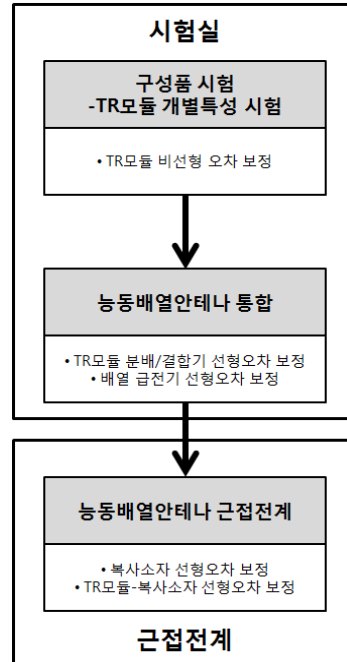 시험실
구성품 시험
-TR모듈 개별특성 시험
• TR모듈 비선형 오차 보정
능동배열안테나 통합
• TR모듈 분배/결합기 선형오차 보정
• 배열 급전기 선형오차 보정
능동배열안테나 근접전계
• 복사소자 선형오차 보정
• TR모듈-복사소자 선형오차 보정
근접전계